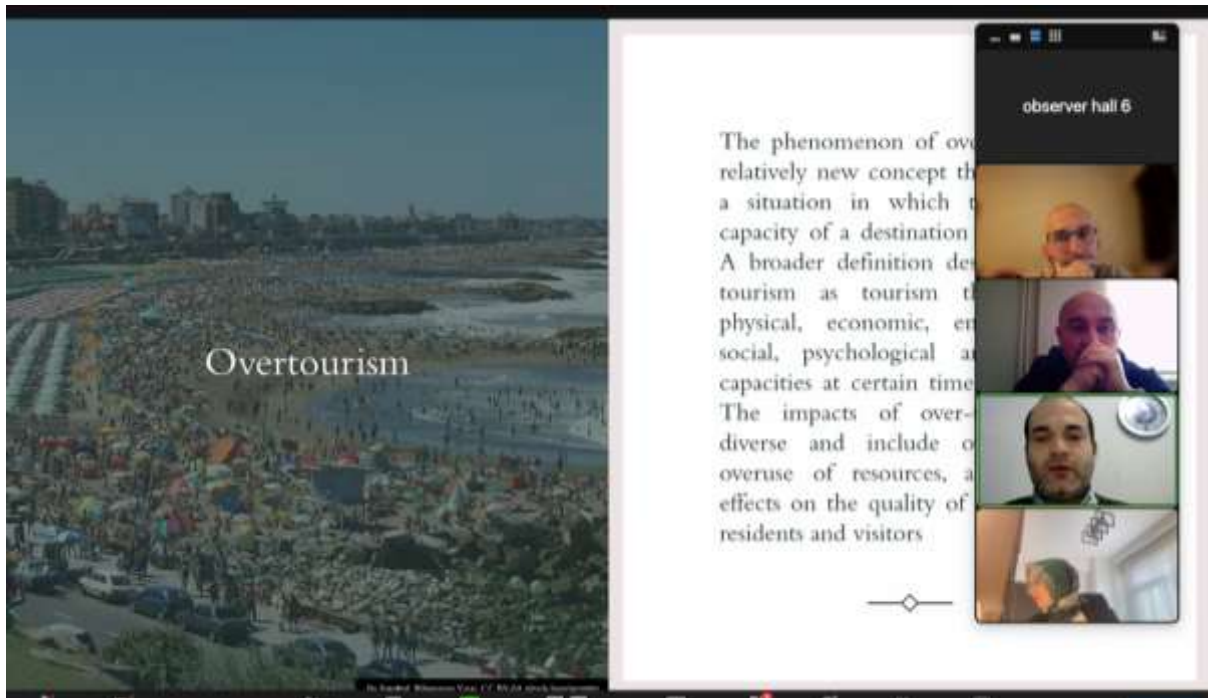 Overtourism
observer hall 6
The phenomenon of ove
relatively new concept th
a situation in which t
capacity of a destination
A broader definition des
tourism as tourism th
physical, economic, en
social, psychological a
capacities at certain time
The impacts of over-
diverse and include o
overuse of resources, a
effects on the quality of
residents and visitors